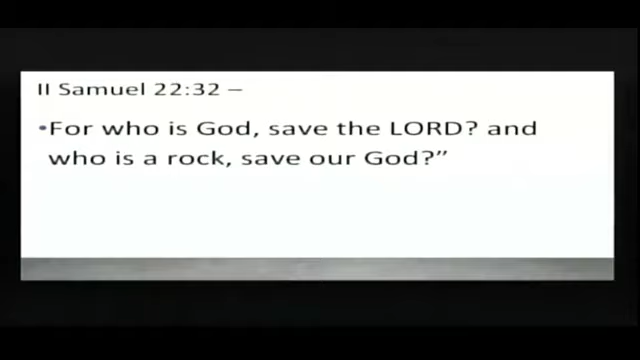 II Samuel 22:32 –
•For who is God, save the LORD? and
who is a rock, save our God?”